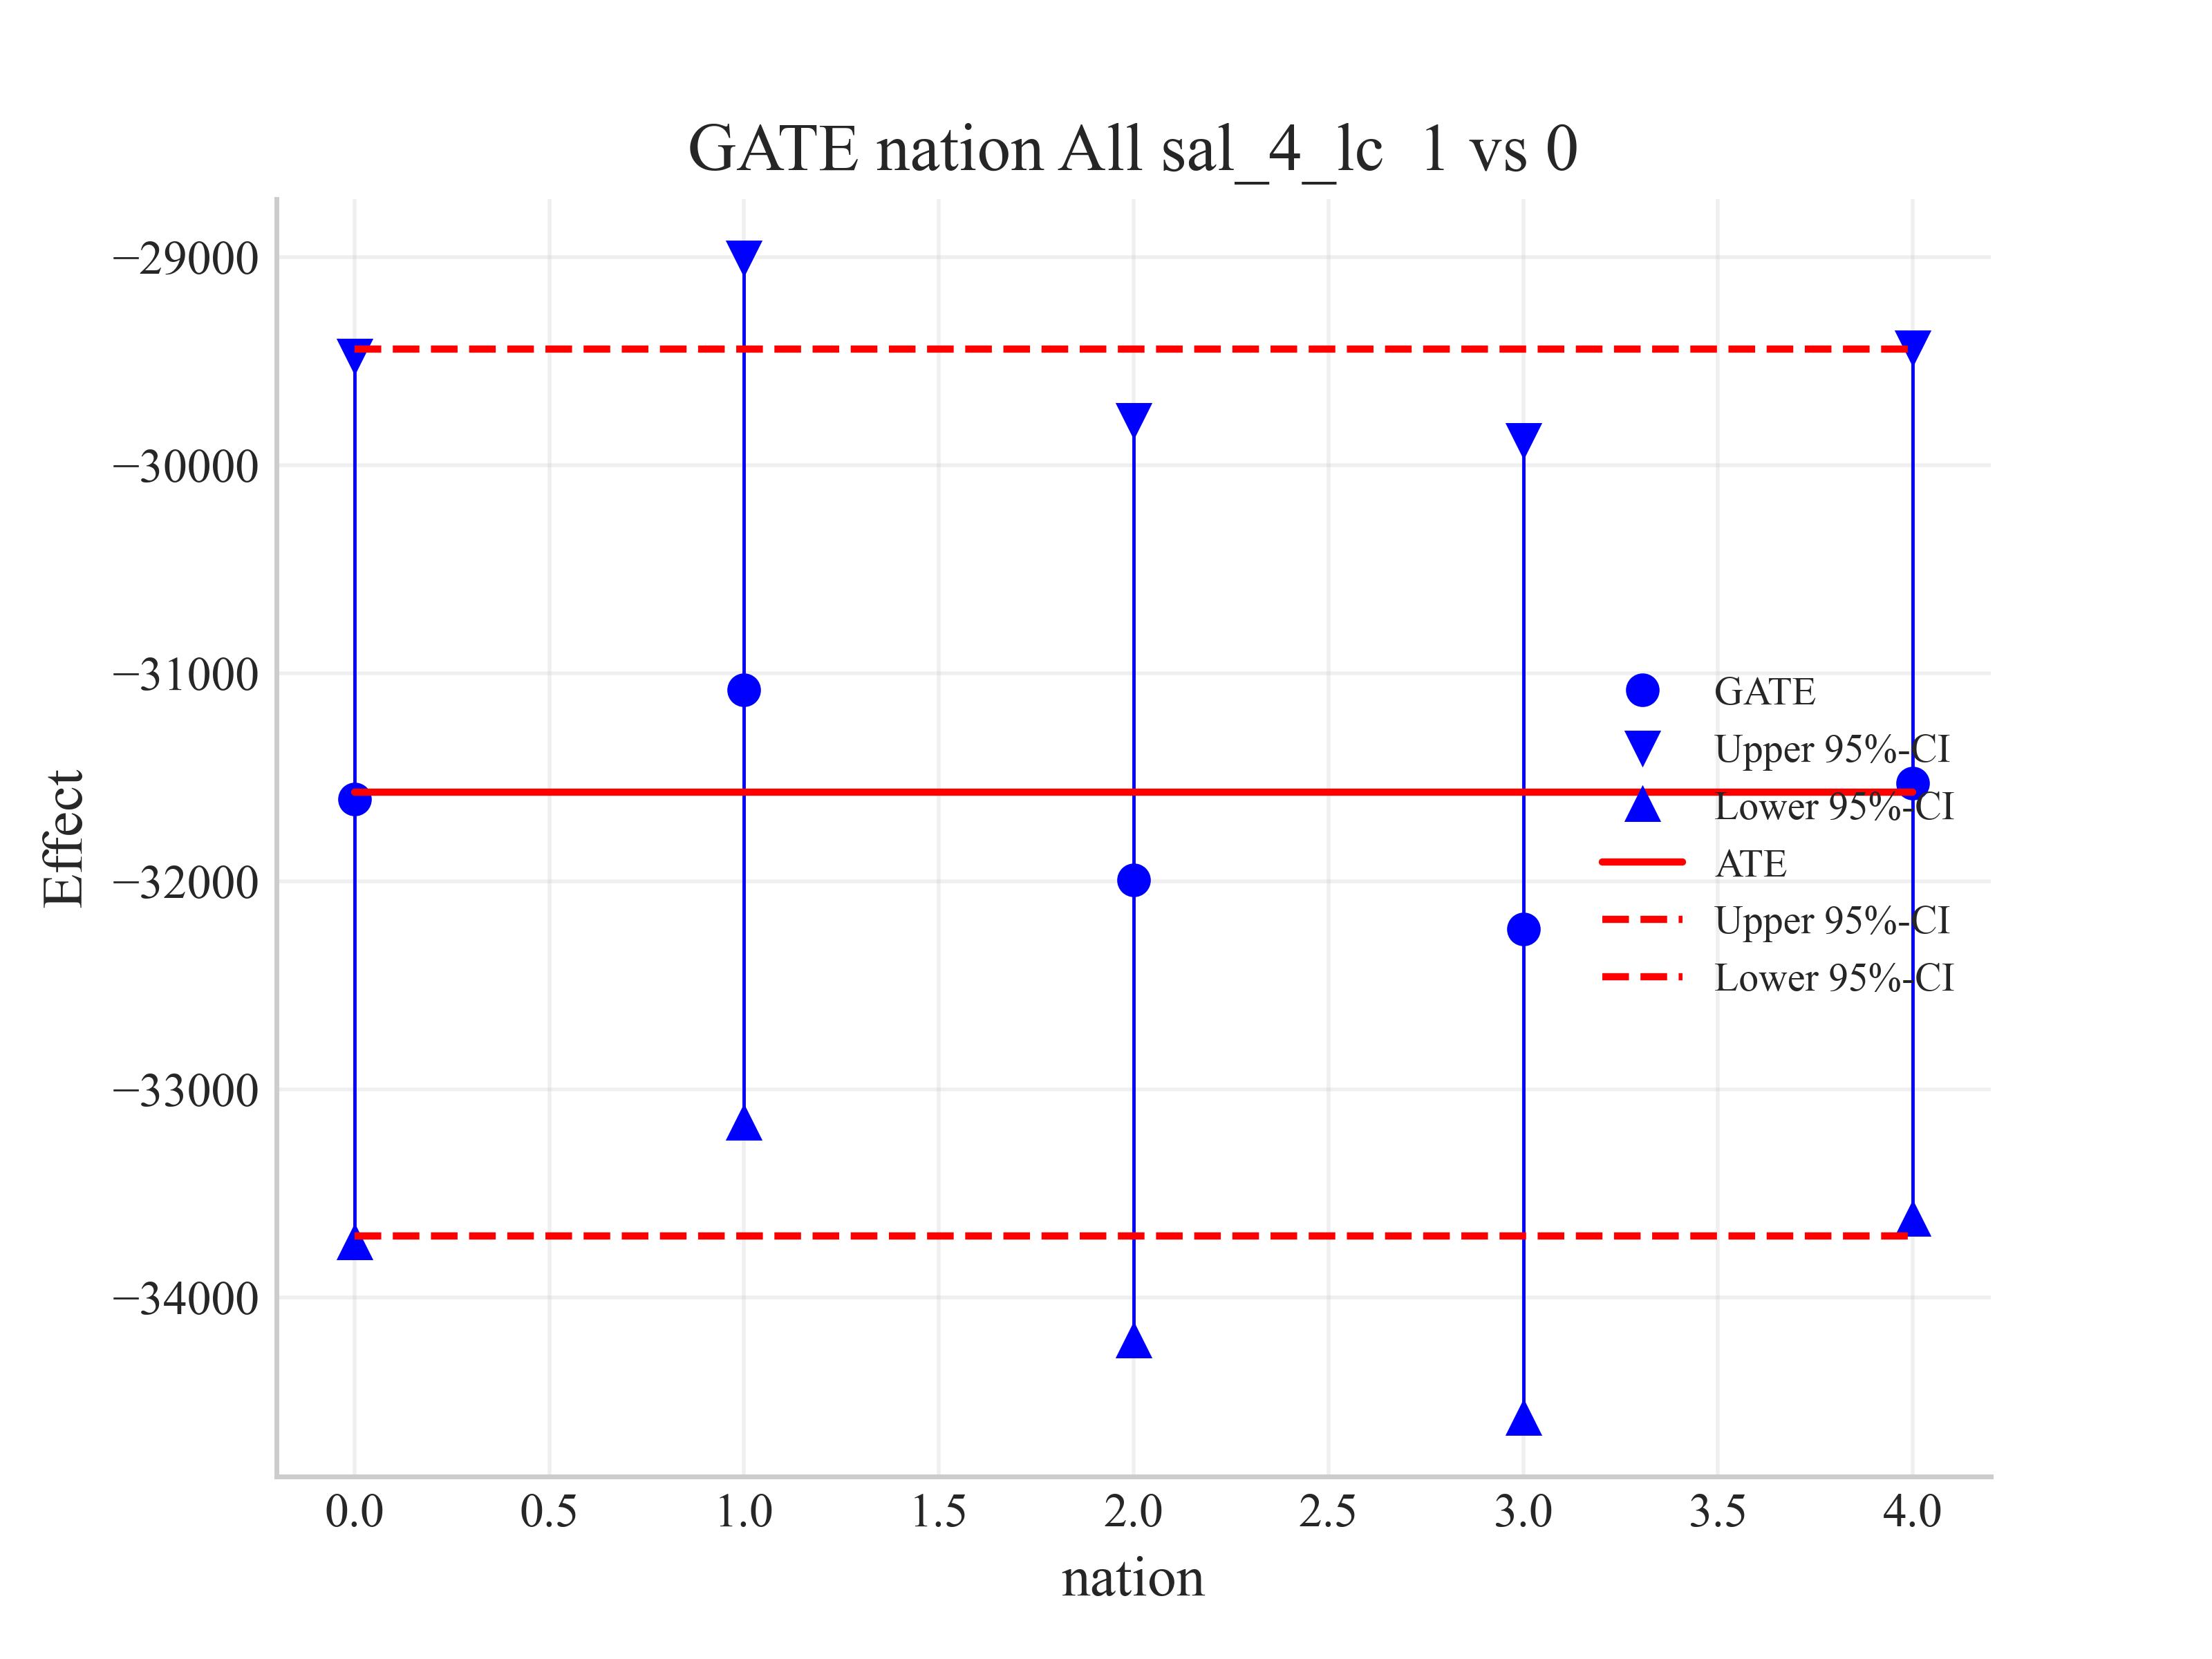 GATE nation All sal_4_lc  1 vs 0
Effect
−29000
−30000
−31000
−32000
−33000
−34000
GATE
Upper 95%-CI
Lower 95%-CI
ATE
Upper 95%-CI
Lower 95%-CI
0.0 0.5 1.0 1.5 2.0 2.5 3.0 3.5 4.0
nation